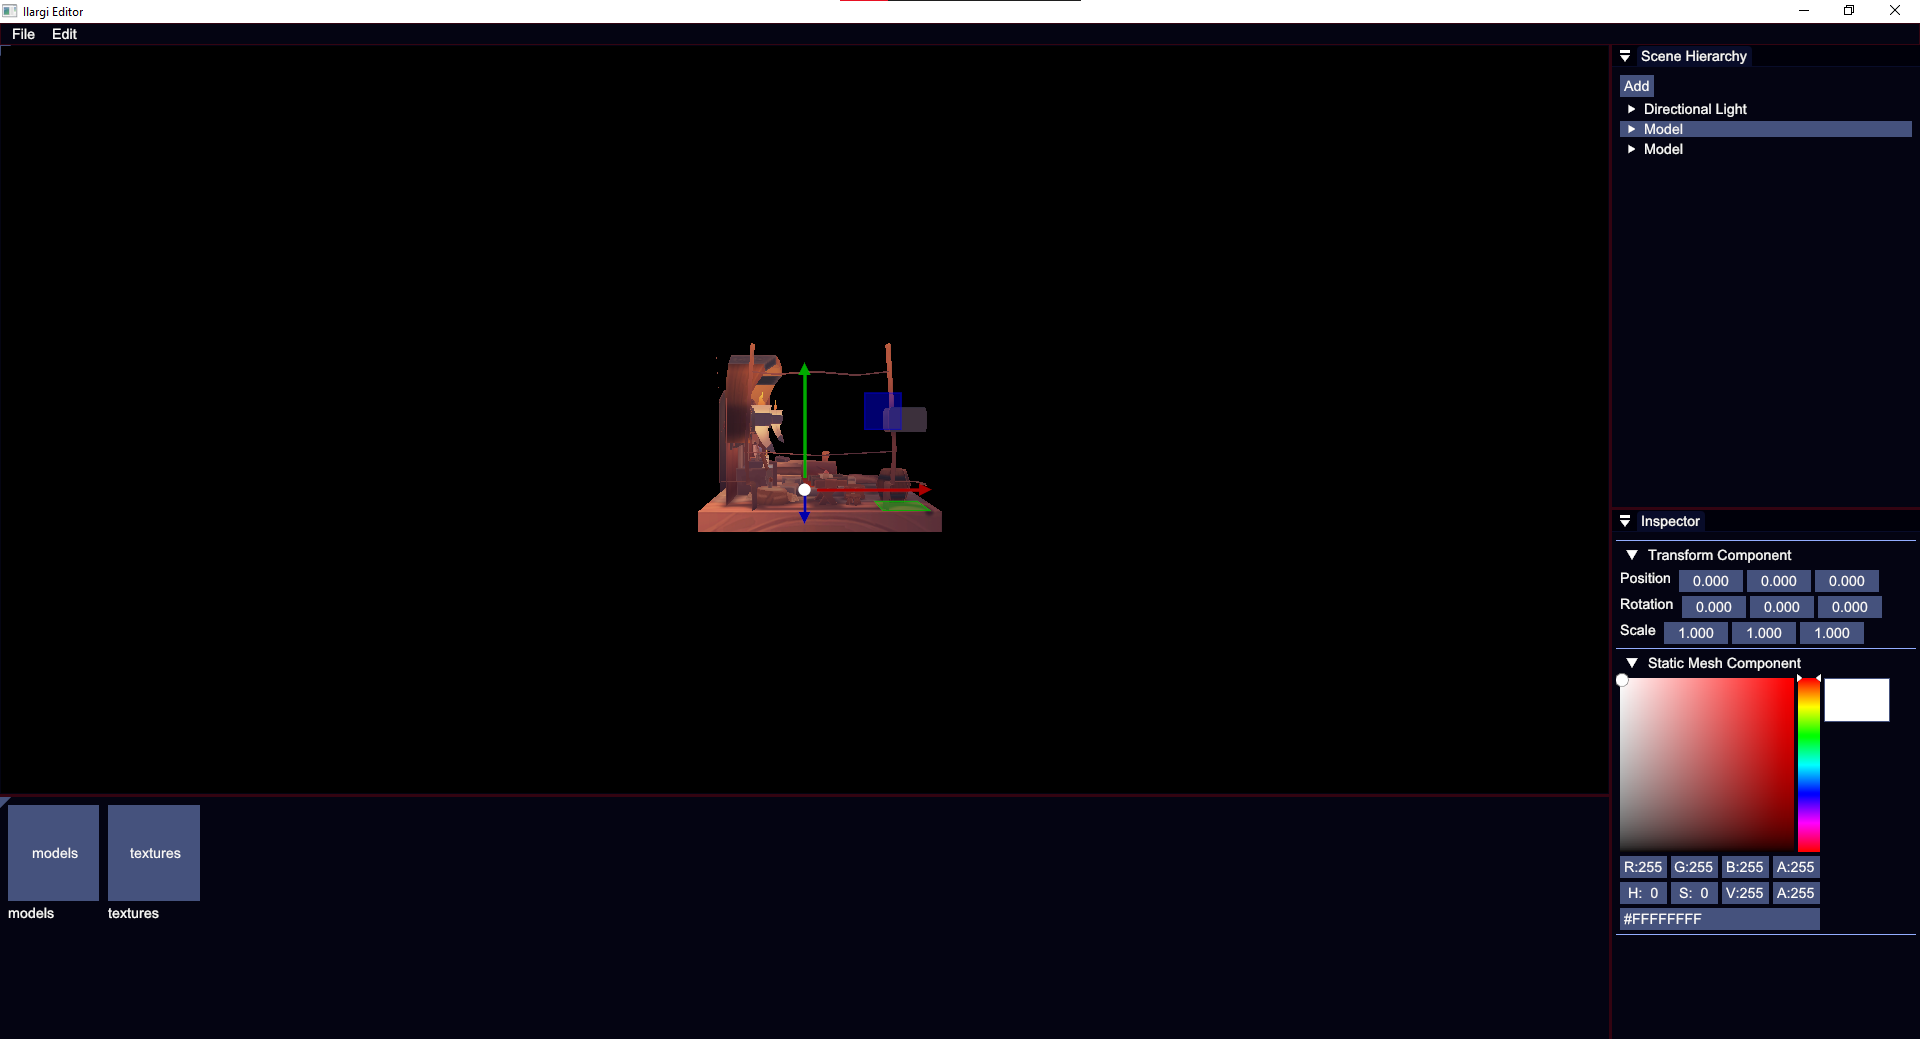 Ilargi Editor
File Edit
Scene Hierarchy
Add
Directional Light
Model
Model
Inspector
Transform Component
Position 0.000 0.000 0.000
Rotation 0.000 0.000 0.000
Scale 1.000 1.000 1.000
Static Mesh Component
R:255 G:255 B:255 A:255
H: 0 S: 0 V:255 A:255
#FFFFFFFF
models textures
models textures